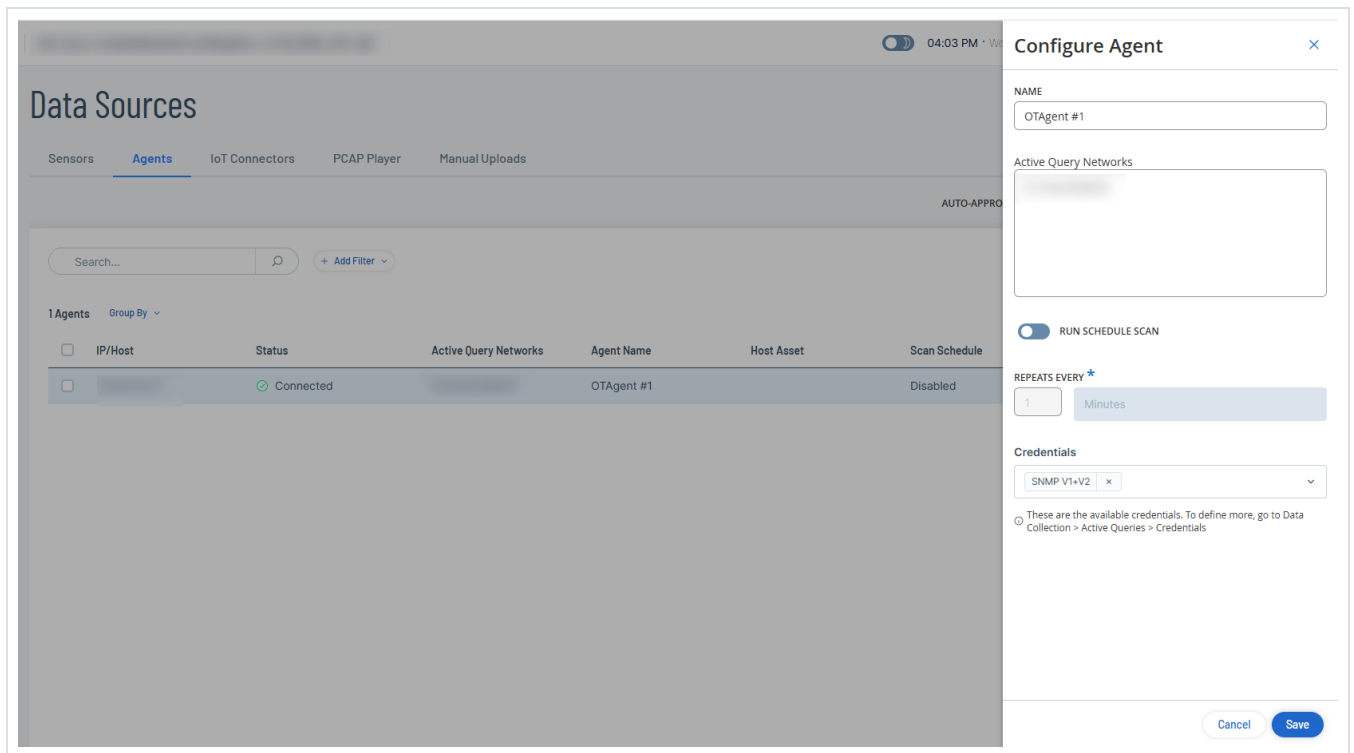 04:03 PM · We
Data Sources
Sensors Agents IoT Connectors PCAP Player Manual Uploads
AUTO-APPRO
Search... + Add Filter
1 Agents Group By
IP/Host Status Active Query Networks Agent Name Host Asset Scan Schedule
Connected OTAgent #1 Disabled
Configure Agent ×
NAME
OTAgent #1
Active Query Networks
RUN SCHEDULE SCAN
REPEATS EVERY *
1 Minutes
Credentials
SNMP V1+V2 ×
These are the available credentials. To define more, go to Data
Collection > Active Queries > Credentials
Cancel Save